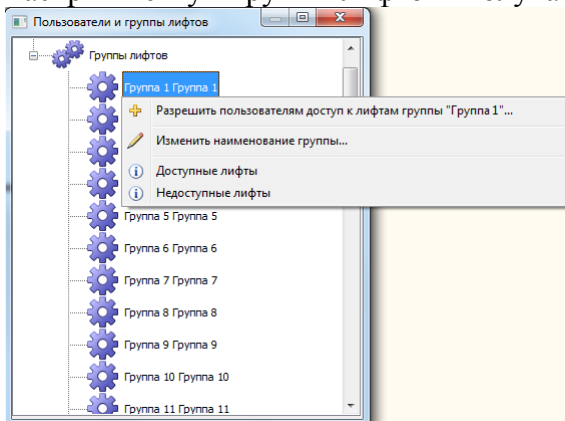 Пользователи и группы лифтов
Группы лифтов
Группа 1 Группа 1
Разрешить пользователям доступ к лифтам группы "Группа 1"...
Изменить наименование группы...
Доступные лифты
Недоступные лифты
Группа 5 Группа 5
Группа 6 Группа 6
Группа 7 Группа 7
Группа 8 Группа 8
Группа 9 Группа 9
Группа 10 Группа 10
Группа 11 Группа 11